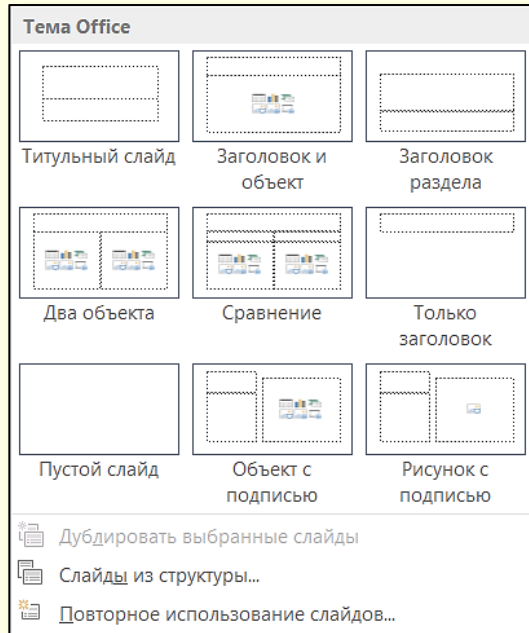 Тема Office
Титульный слайд
Заголовок и
объект
Заголовок
раздела
Два объекта
Сравнение
Только
заголовок
Пустой слайд
Объект с
подписью
Рисунок с
подписью
Дублировать выбранные слайды
Слайды из структуры...
Повторное использование слайдов...